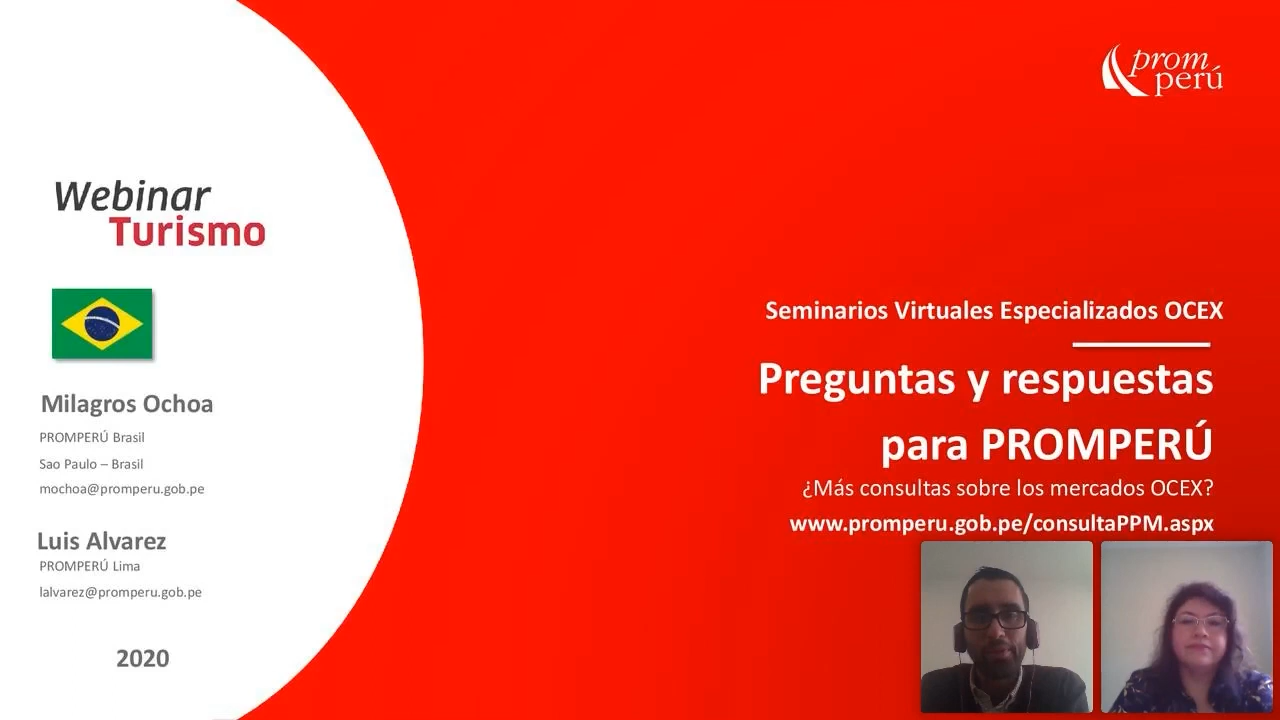 prom
perú
Webinar
Turismo
Milagros Ochoa
PROMPERÚ Brasil
Sao Paulo – Brasil
mochoa@promperu.gob.pe
Luis Alvarez
PROMPERÚ Lima
lalvarez@promperu.gob.pe
2020
Seminarios Virtuales Especializados OCEX
Preguntas y respuestas
para PROMPERÚ
¿Más consultas sobre los mercados OCEX?
www.promperu.gob.pe/consultaPPM.aspx